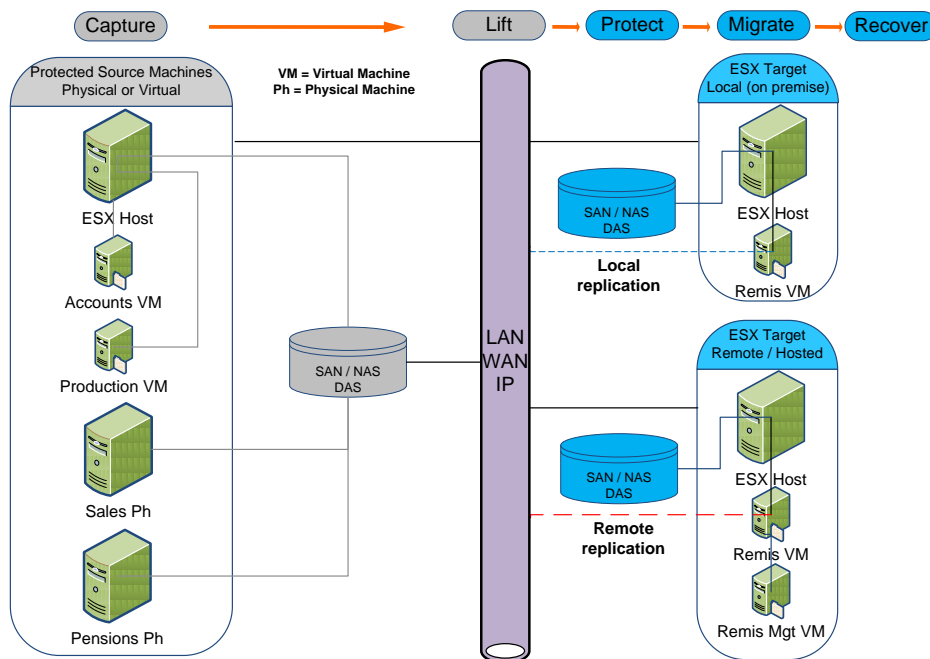 Capture
Lift
Protect
Migrate
Recover
Protected Source Machines
Physical or Virtual
VM = Virtual Machine
Ph = Physical Machine
ESX Host
Accounts VM
Production VM
Sales Ph
Pensions Ph
SAN / NAS
DAS
LAN
WAN
IP
ESX Target
Local (on premise)
SAN / NAS
DAS
ESX Host
Local
replication
Remis VM
ESX Target
Remote / Hosted
SAN / NAS
DAS
ESX Host
Remote
replication
Remis VM
Remis Mgt VM